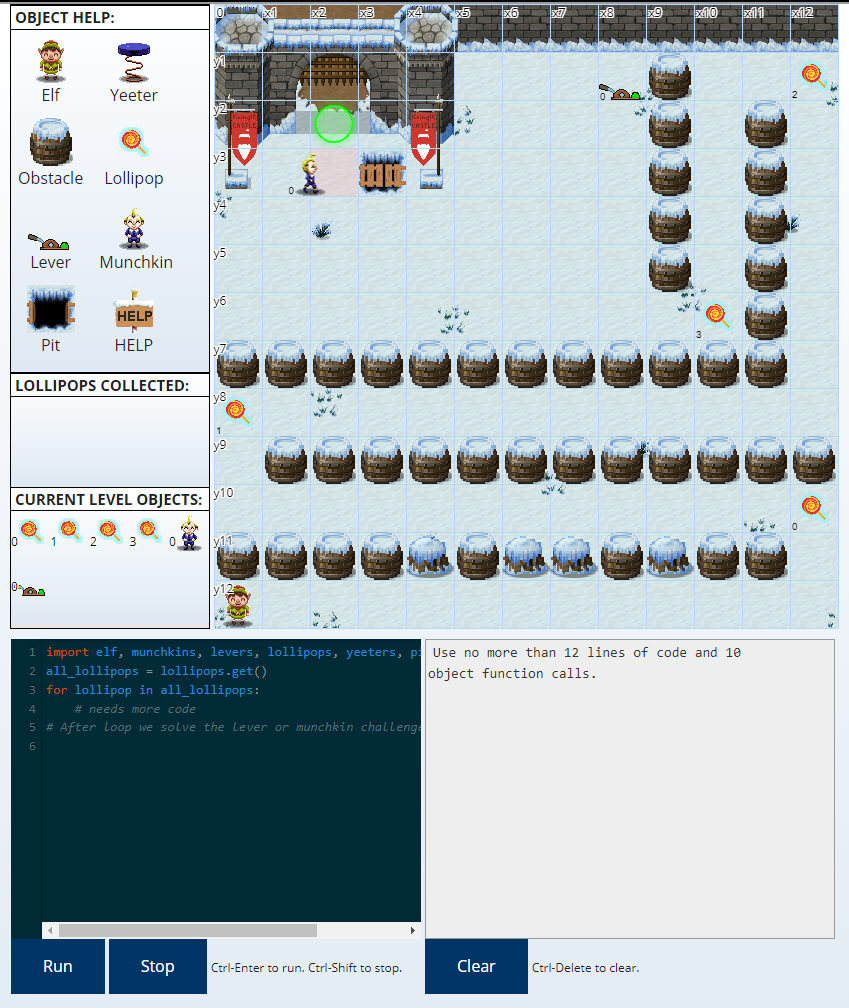 OBJECT HELP:
Elf
Yeeter
Obstacle
Lollipop
Lever
Munchkin
HELP
Pit
HELP
LOLLIPOPS COLLECTED:
CURRENT LEVEL OBJECTS:
0 1 2 3 0
0
0 x1 x2 x3 x4 x5 x6 x7 x8 x9 x10 x11 x12
y1
0
2
y2
CASTLE
CASTLE
y3
0
y4
y5
y6
3
y7
y8
1
y9
y10
0
y11
y12
1 import elf, munchkins, levers, lollipops, yeeters, p
2 all_lollipops = lollipops.get()
3 for lollipop in all_lollipops:
4 # needs more code
5 # After loop we solve the lever or munchkin challeng
6
Use no more than 12 lines of code and 10
object function calls.
Run
Stop
Ctrl-Enter to run. Ctrl-Shift to stop.
Clear
Ctrl-Delete to clear.